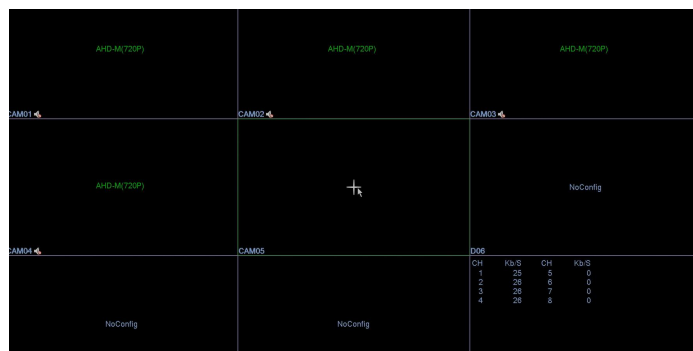 AHD-M(720P) AHD-M(720P) AHD-M(720P)
CAM01 CAM02 CAM03
AHD-M(720P)
NoConfig
CAM04 CAM05 D06
CH Kb/S CH Kb/S
1 25 5 0
2 26 6 0
3 26 7 0
4 26 8 0
NoConfig NoConfig